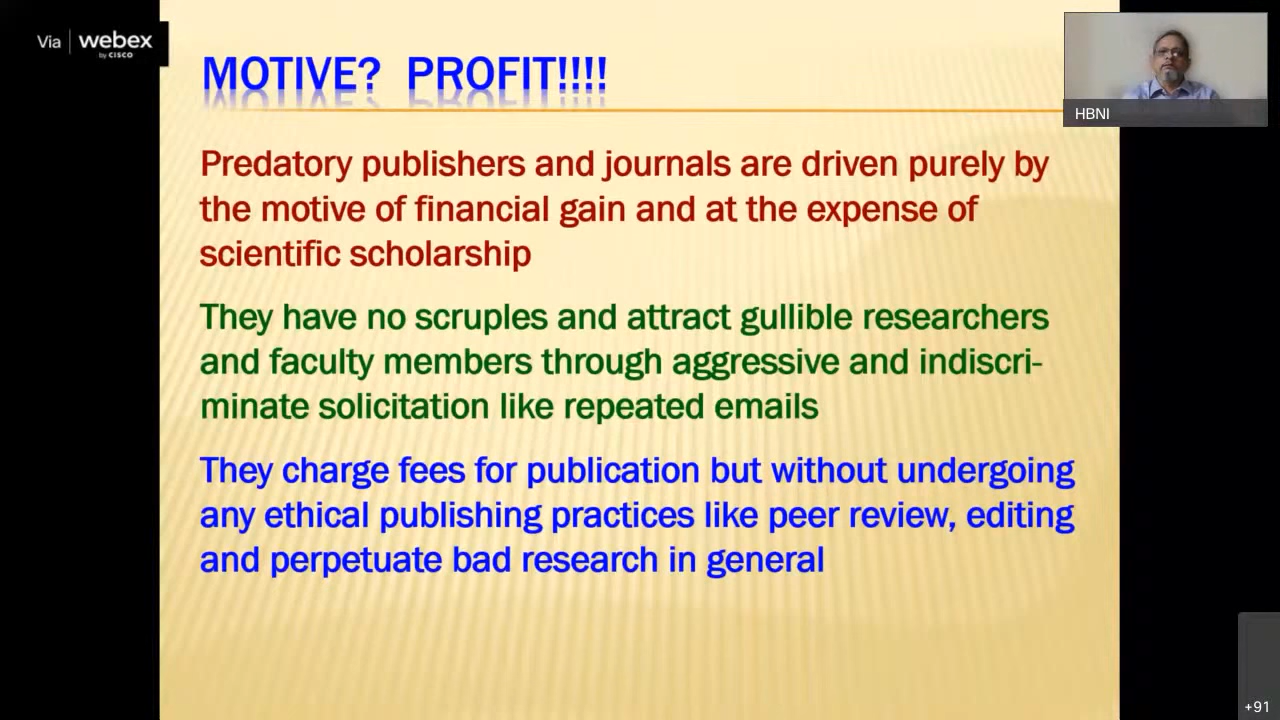 Via | webex
by CISCO
MOTIVE? PROFIT!!!!
HBNI
Predatory publishers and journals are driven purely by
the motive of financial gain and at the expense of
scientific scholarship
They have no scruples and attract gullible researchers
and faculty members through aggressive and indiscri-
minate solicitation like repeated emails
They charge fees for publication but without undergoing
any ethical publishing practices like peer review, editing
and perpetuate bad research in general
+91